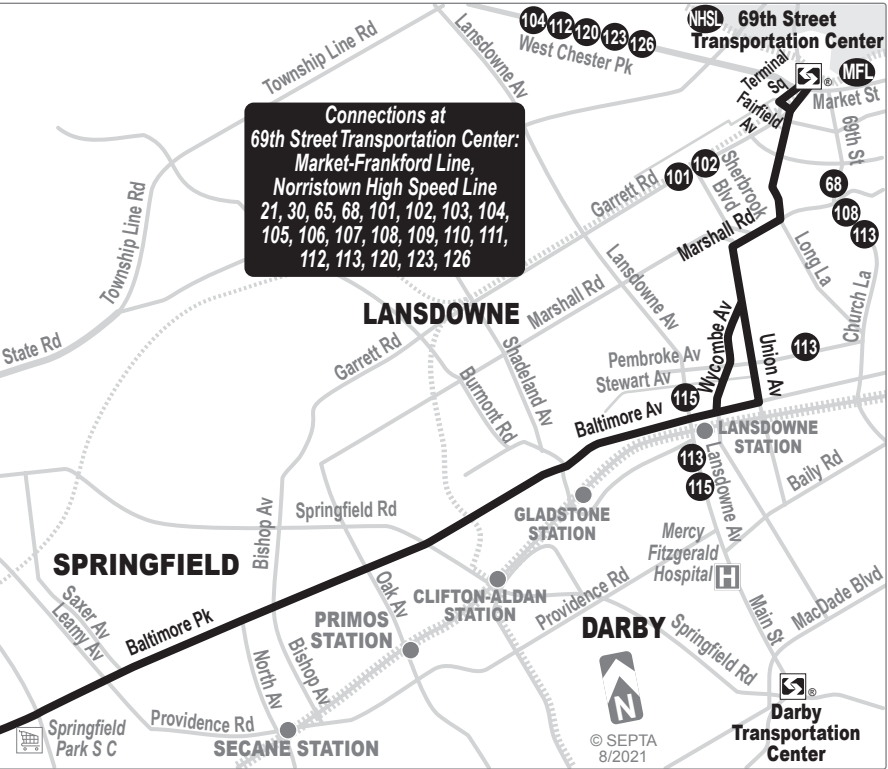 104
112
120
123
126
West Chester Pk
NHSL
69th Street
Transportation Center
Terminal
Sq
®
MFL
Fairfield
Av
Market St
69th St
Lansdowne Av
Township Line Rd
Connections at
69th Street Transportation Center:
Market-Frankford Line,
Norristown High Speed Line
21, 30, 65, 68, 101, 102, 103, 104,
105, 106, 107, 108, 109, 110, 111,
112, 113, 120, 123, 126
101
102
Sherbrook
Blvd
68
108
113
Garrett Rd
Township Line Rd
Marshall Rd
Long La
Church La
Lansdowne Av
LANSDOWNE
Marshall Rd
State Rd
Garrett Rd
Shadeland Av
Burmont Rd
Pembroke Av
Stewart Av
Wycombe Av
Union Av
113
115
Baltimore Av
LANSDOWNE
STATION
113
115
Lansdowne Av
Baily Rd
Bishop Av
Springfield Rd
GLADSTONE
STATION
Mercy
Fitzgerald
Hospital
H
SPRINGFIELD
Saxer Av
Leamy Av
Baltimore Pk
Oak Av
CLIFTON-ALDAN
STATION
Providence Rd
MacDade Blvd
PRIMOS
STATION
DARBY
Main St
Springfield Rd
North Av
Bishop Av
N
®
Springfield
Park S C
Providence Rd
SECANE STATION
© SEPTA
8/2021
Darby
Transportation
Center